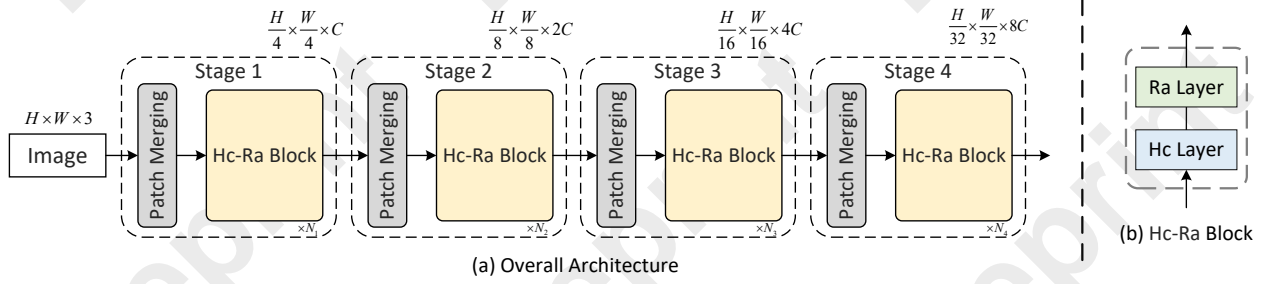 H/4 × W/4 × C
H/8 × W/8 × 2C
H/16 × W/16 × 4C
H/32 × W/32 × 8C
Stage 1
Stage 2
Stage 3
Stage 4
H × W × 3
Image
Patch Merging
Hc-Ra Block
×N1
Patch Merging
Hc-Ra Block
×N2
Patch Merging
Hc-Ra Block
×N3
Patch Merging
Hc-Ra Block
×N4
(a) Overall Architecture
Ra Layer
Hc Layer
(b) Hc-Ra Block